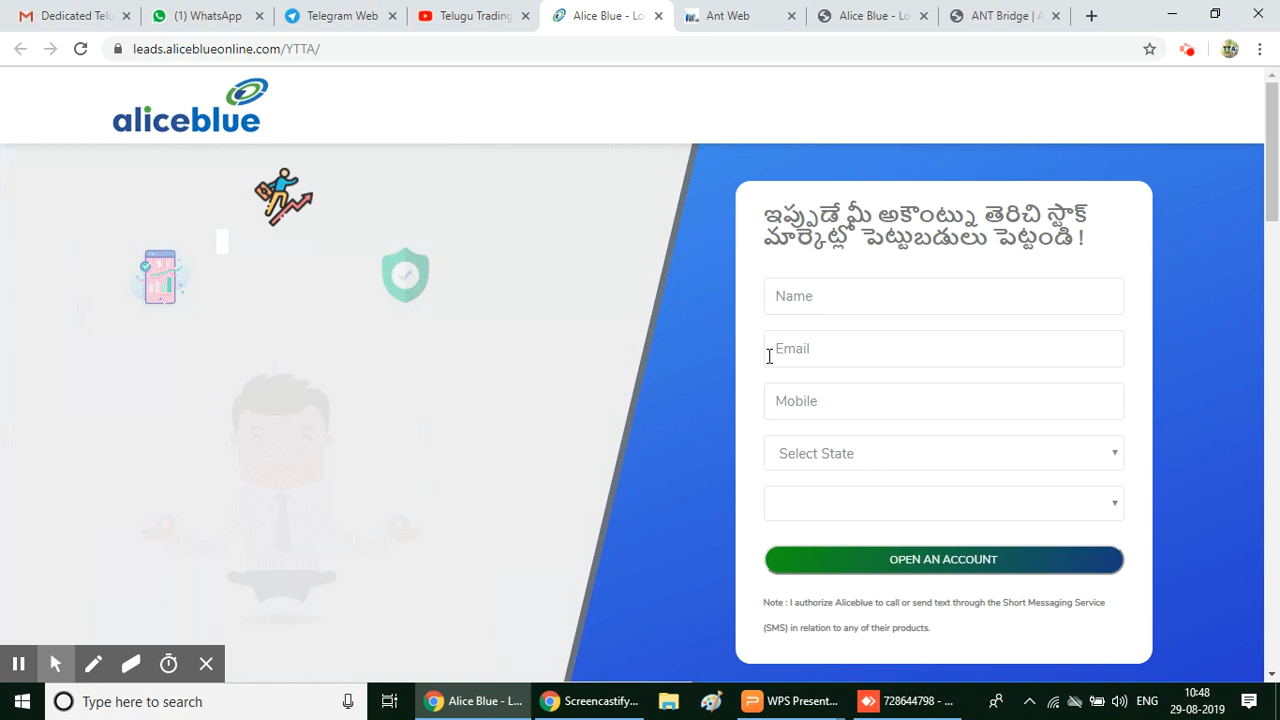 Dedicated Tel
(1) WhatsApp
Telegram Web
Telugu Trading
Alice Blue - Lo
Ant Web
Alice Blue - Lo
ANT Bridge | A
leads.aliceblueonline.com/YTTA/
aliceblue
ఇప్పుడే మీ అకౌంట్ను తెరిచి స్టాక్
మార్కెట్లో పెట్టుబడులు పెట్టండి !
Name
Email
Mobile
Select State
OPEN AN ACCOUNT
Note : I authorize Aliceblue to call or send text through the Short Messaging Service
(SMS) in relation to any of their products.
Type here to search
Alice Blue - L...
Screencastify...
WPS Present...
728644798 - ...
ENG
10:48
29-08-2019